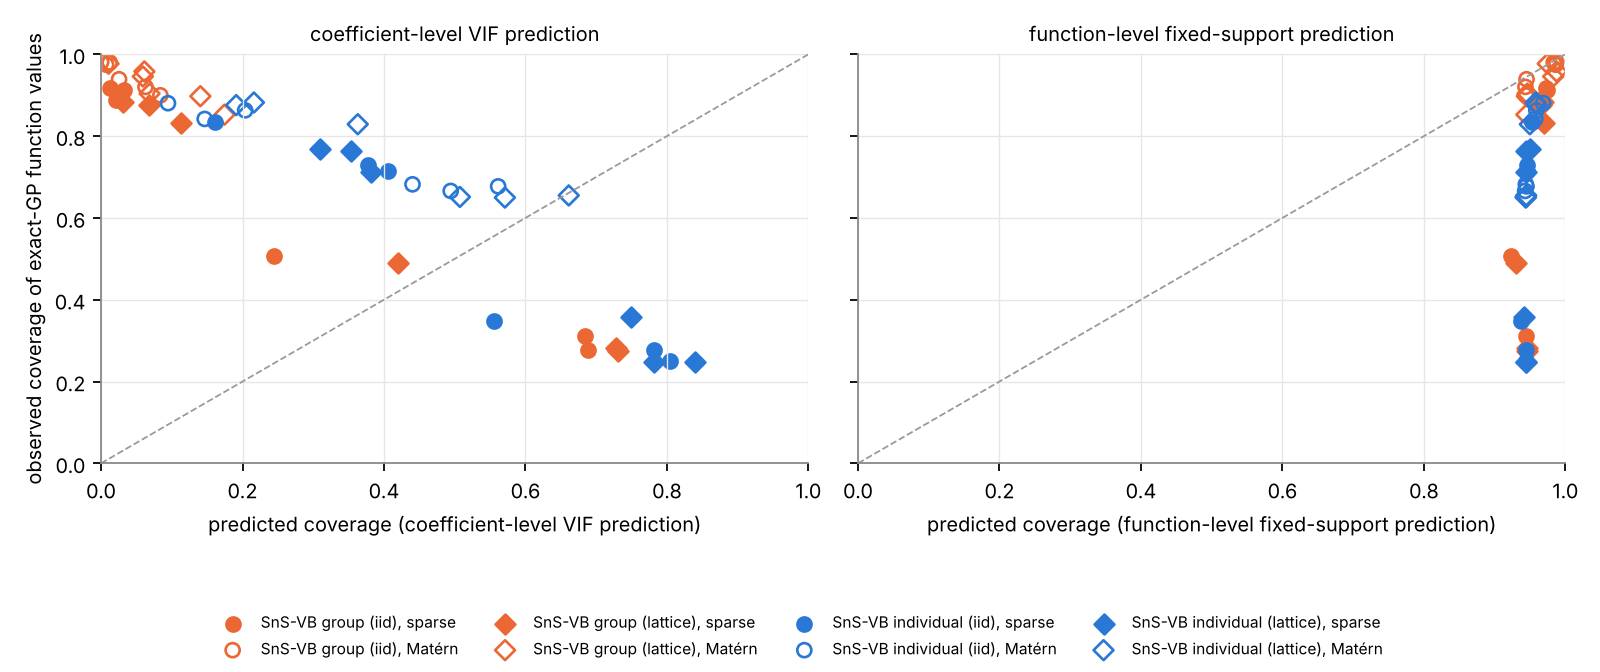 coefficient-level VIF prediction
function-level fixed-support prediction
observed coverage of exact-GP function values
1.0
0.8
0.6
0.4
0.2
0.0
0.0 0.2 0.4 0.6 0.8 1.0
0.0 0.2 0.4 0.6 0.8 1.0
predicted coverage (coefficient-level VIF prediction)
predicted coverage (function-level fixed-support prediction)
SnS-VB group (iid), sparse
SnS-VB group (lattice), sparse
SnS-VB individual (iid), sparse
SnS-VB individual (lattice), sparse
SnS-VB group (iid), Matérn
SnS-VB group (lattice), Matérn
SnS-VB individual (iid), Matérn
SnS-VB individual (lattice), Matérn